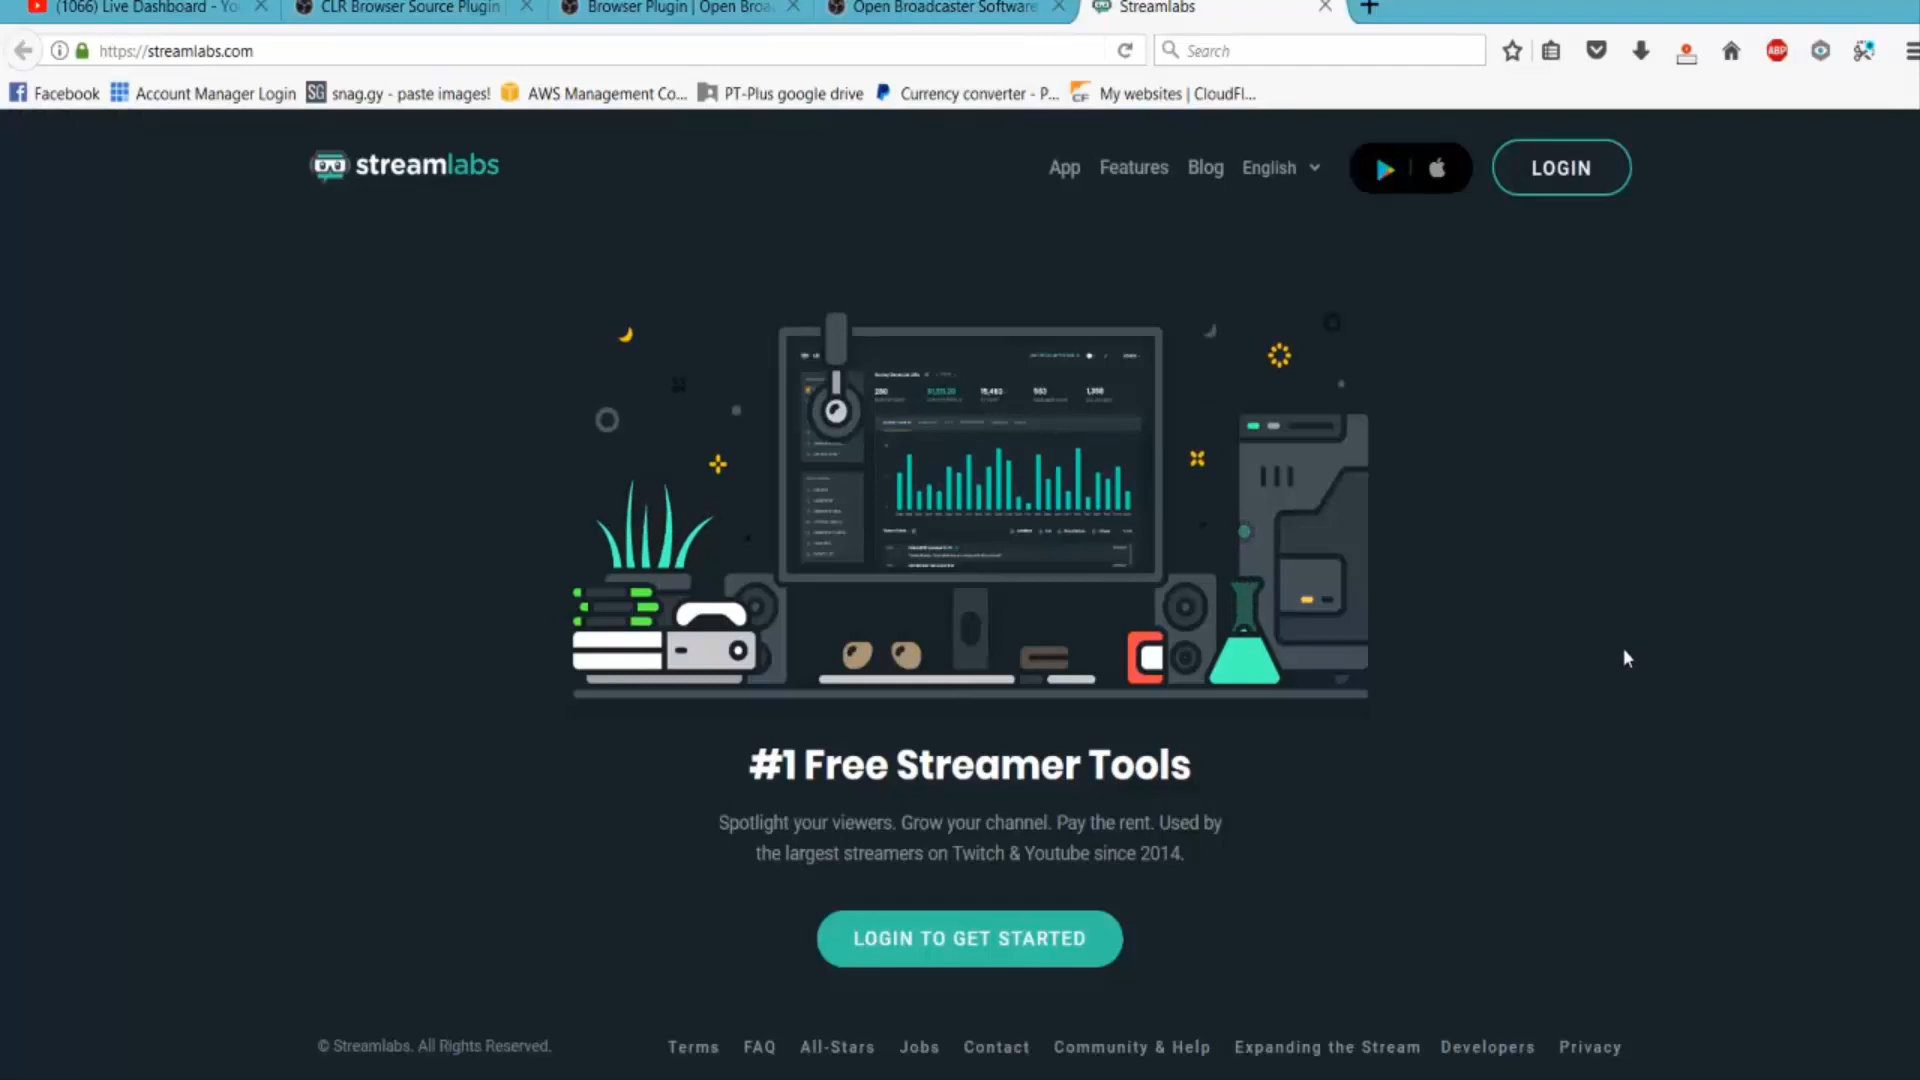 (1066) Live Dashboard - Yo
CLR Browser Source Plugin
Browser Plugin | Open Broa
Open Broadcaster Software
Streamlabs
https://streamlabs.com
Search
ABP
Facebook
Account Manager Login
SG snag.gy - paste images!
AWS Management Co...
PT-Plus google drive
Currency converter - P...
CF My websites | CloudFl...
streamlabs
App
Features
Blog
English
LOGIN
#1 Free Streamer Tools
Spotlight your viewers. Grow your channel. Pay the rent. Used by
the largest streamers on Twitch & Youtube since 2014.
LOGIN TO GET STARTED
© Streamlabs. All Rights Reserved.
Terms
FAQ
All-Stars
Jobs
Contact
Community & Help
Expanding the Stream
Developers
Privacy